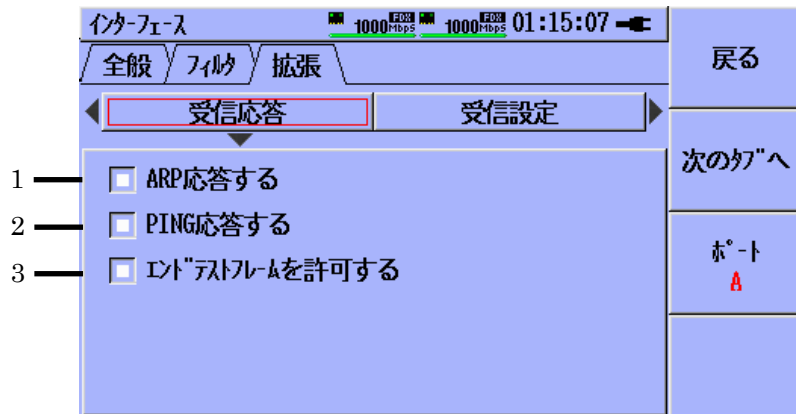 インターフェース 1000 FDX Mbps 1000 FDX Mbps 01:15:07
全般 フィルタ 拡張
受信応答 受信設定
1 ARP応答する
2 PING応答する
3 エンドテストフレームを許可する
戻る
次のタブへ
ポート
A